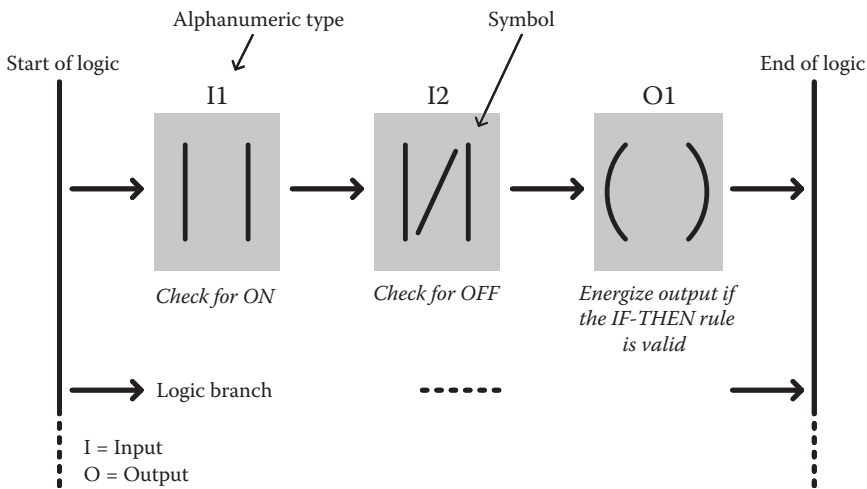 Alphanumeric type
Symbol
Start of logic
End of logic
I1
I2
O1
Check for ON
Check for OFF
Energize output if
the IF-THEN rule
is valid
Logic branch
I = Input
O = Output